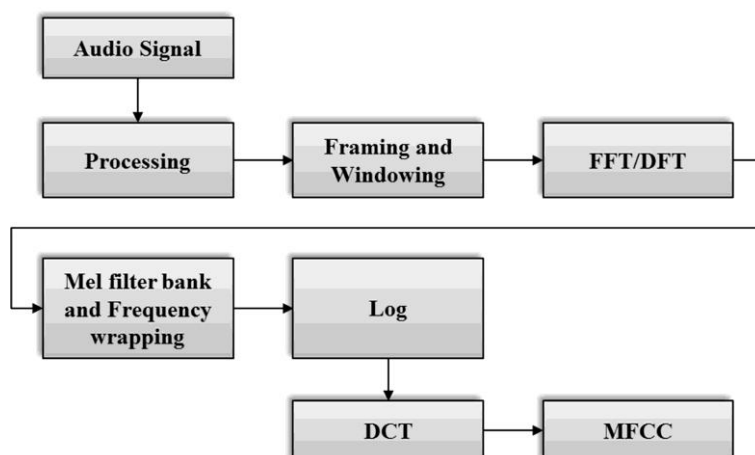 Audio Signal
Processing
Framing and
Windowing
FFT/DFT
Mel filter bank
and Frequency
wrapping
Log
DCT
MFCC